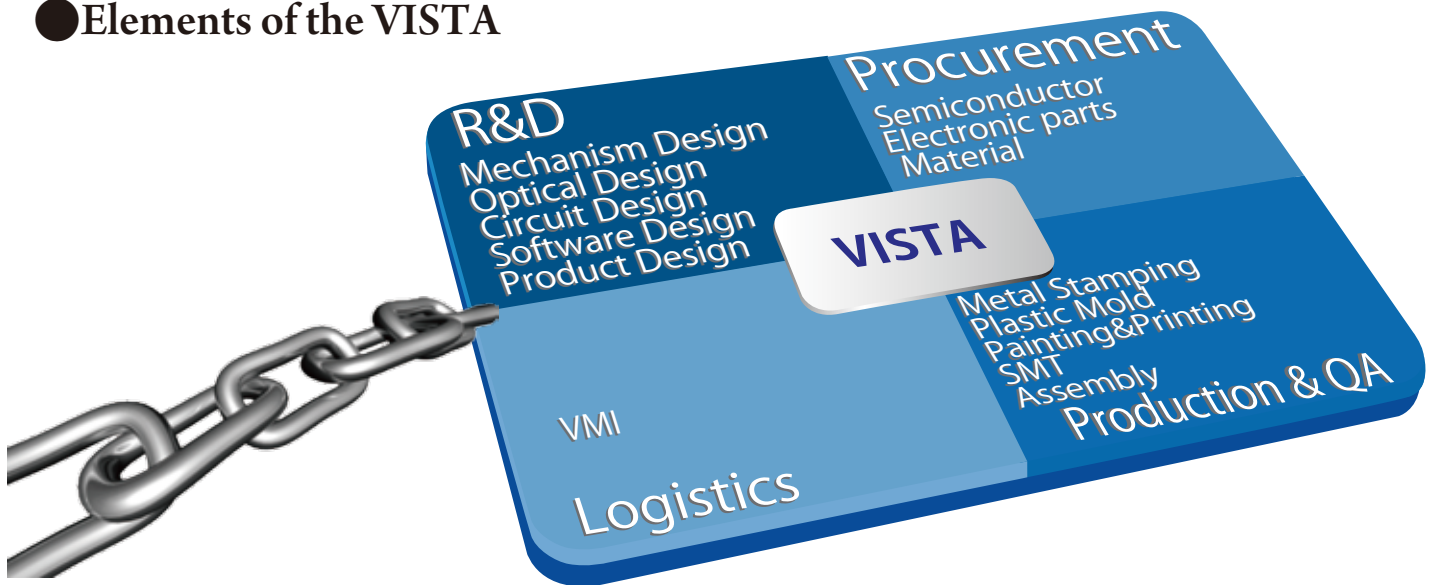 ●Elements of the VISTA
R&D
Mechanism Design
Optical Design
Circuit Design
Software Design
Product Design
Procurement
Semiconductor
Electronic parts
Material
VISTA
Metal Stamping
Plastic Mold
Painting&Printing
SMT
Assembly
Production & QA
VMI
Logistics